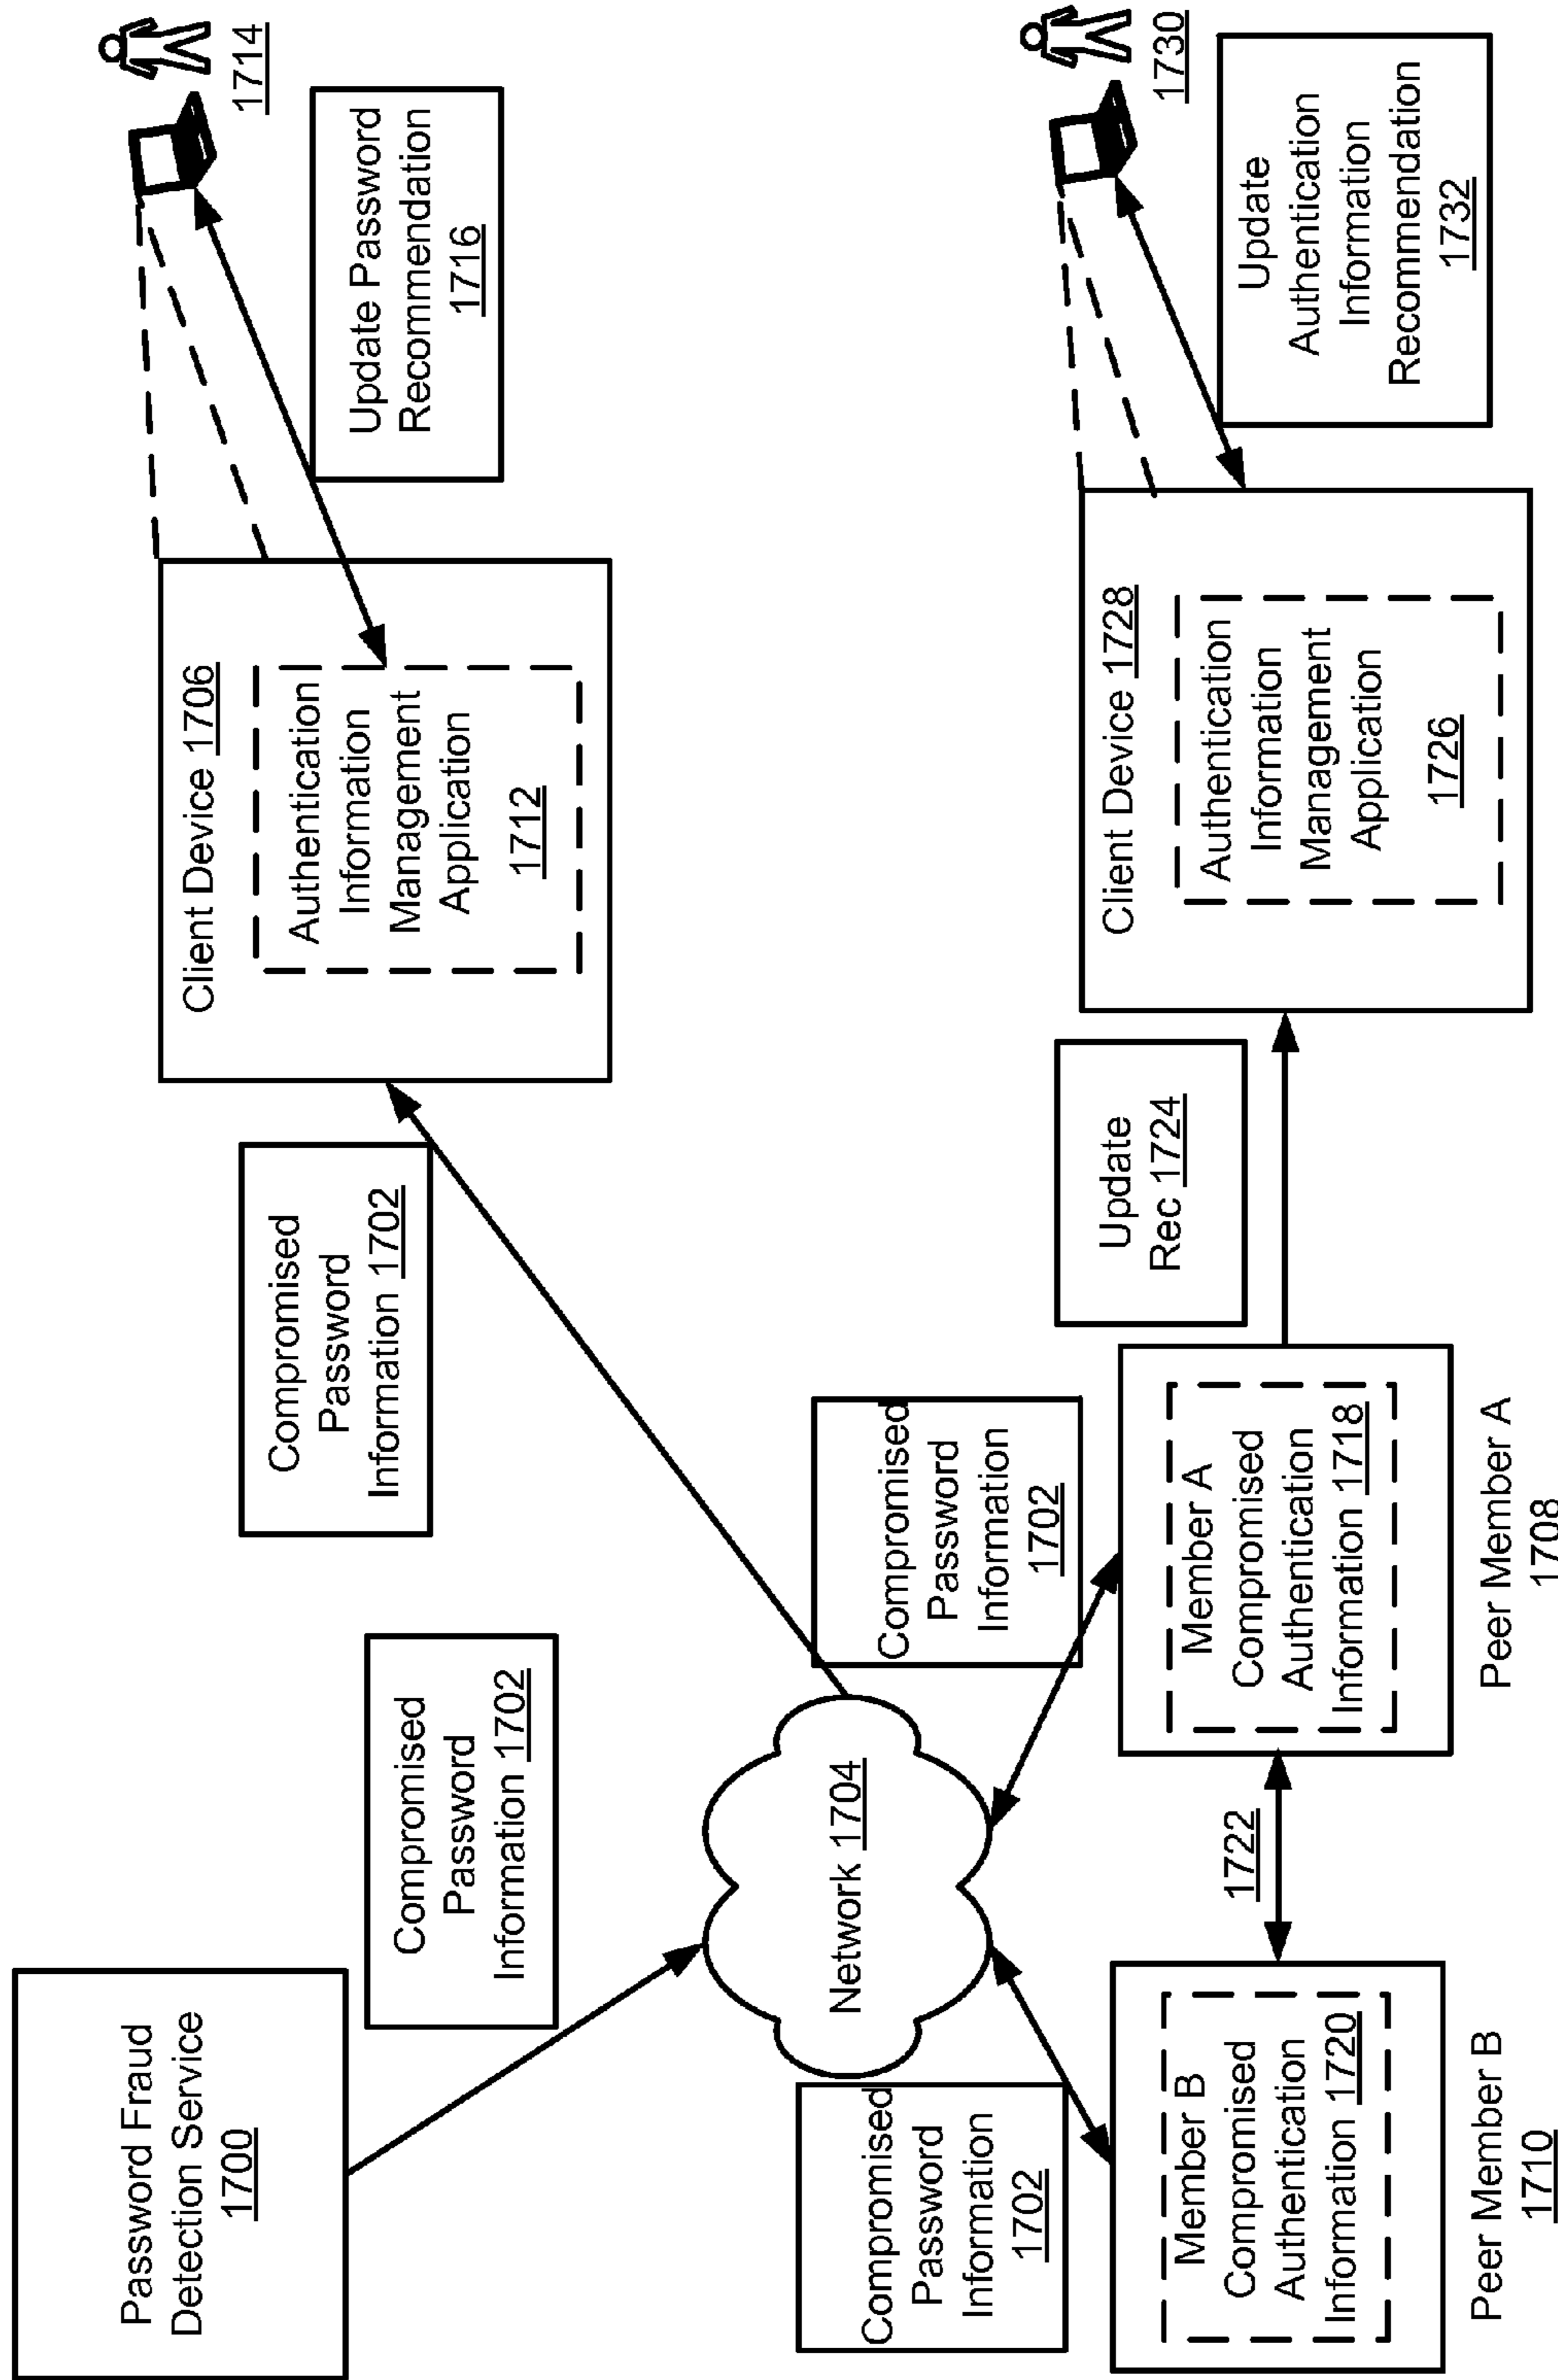 Password Fraud
Detection Service
1700
Compromised
Password
Information 1702
Compromised
Password
Information 1702
Client Device 1706
Authentication
Information
Management
Application
1712
1714
Update Password
Recommendation
1716
Network 1704
Compromised
Password
Information
1702
Compromised
Password
Information
1702
Member B
Compromised
Authentication
Information 1720
Peer Member B
1710
1722
Member A
Compromised
Authentication
Information 1718
Peer Member A
1708
Update
Rec 1724
Client Device 1728
Authentication
Information
Management
Application
1726
1730
Update
Authentication
Information
Recommendation
1732